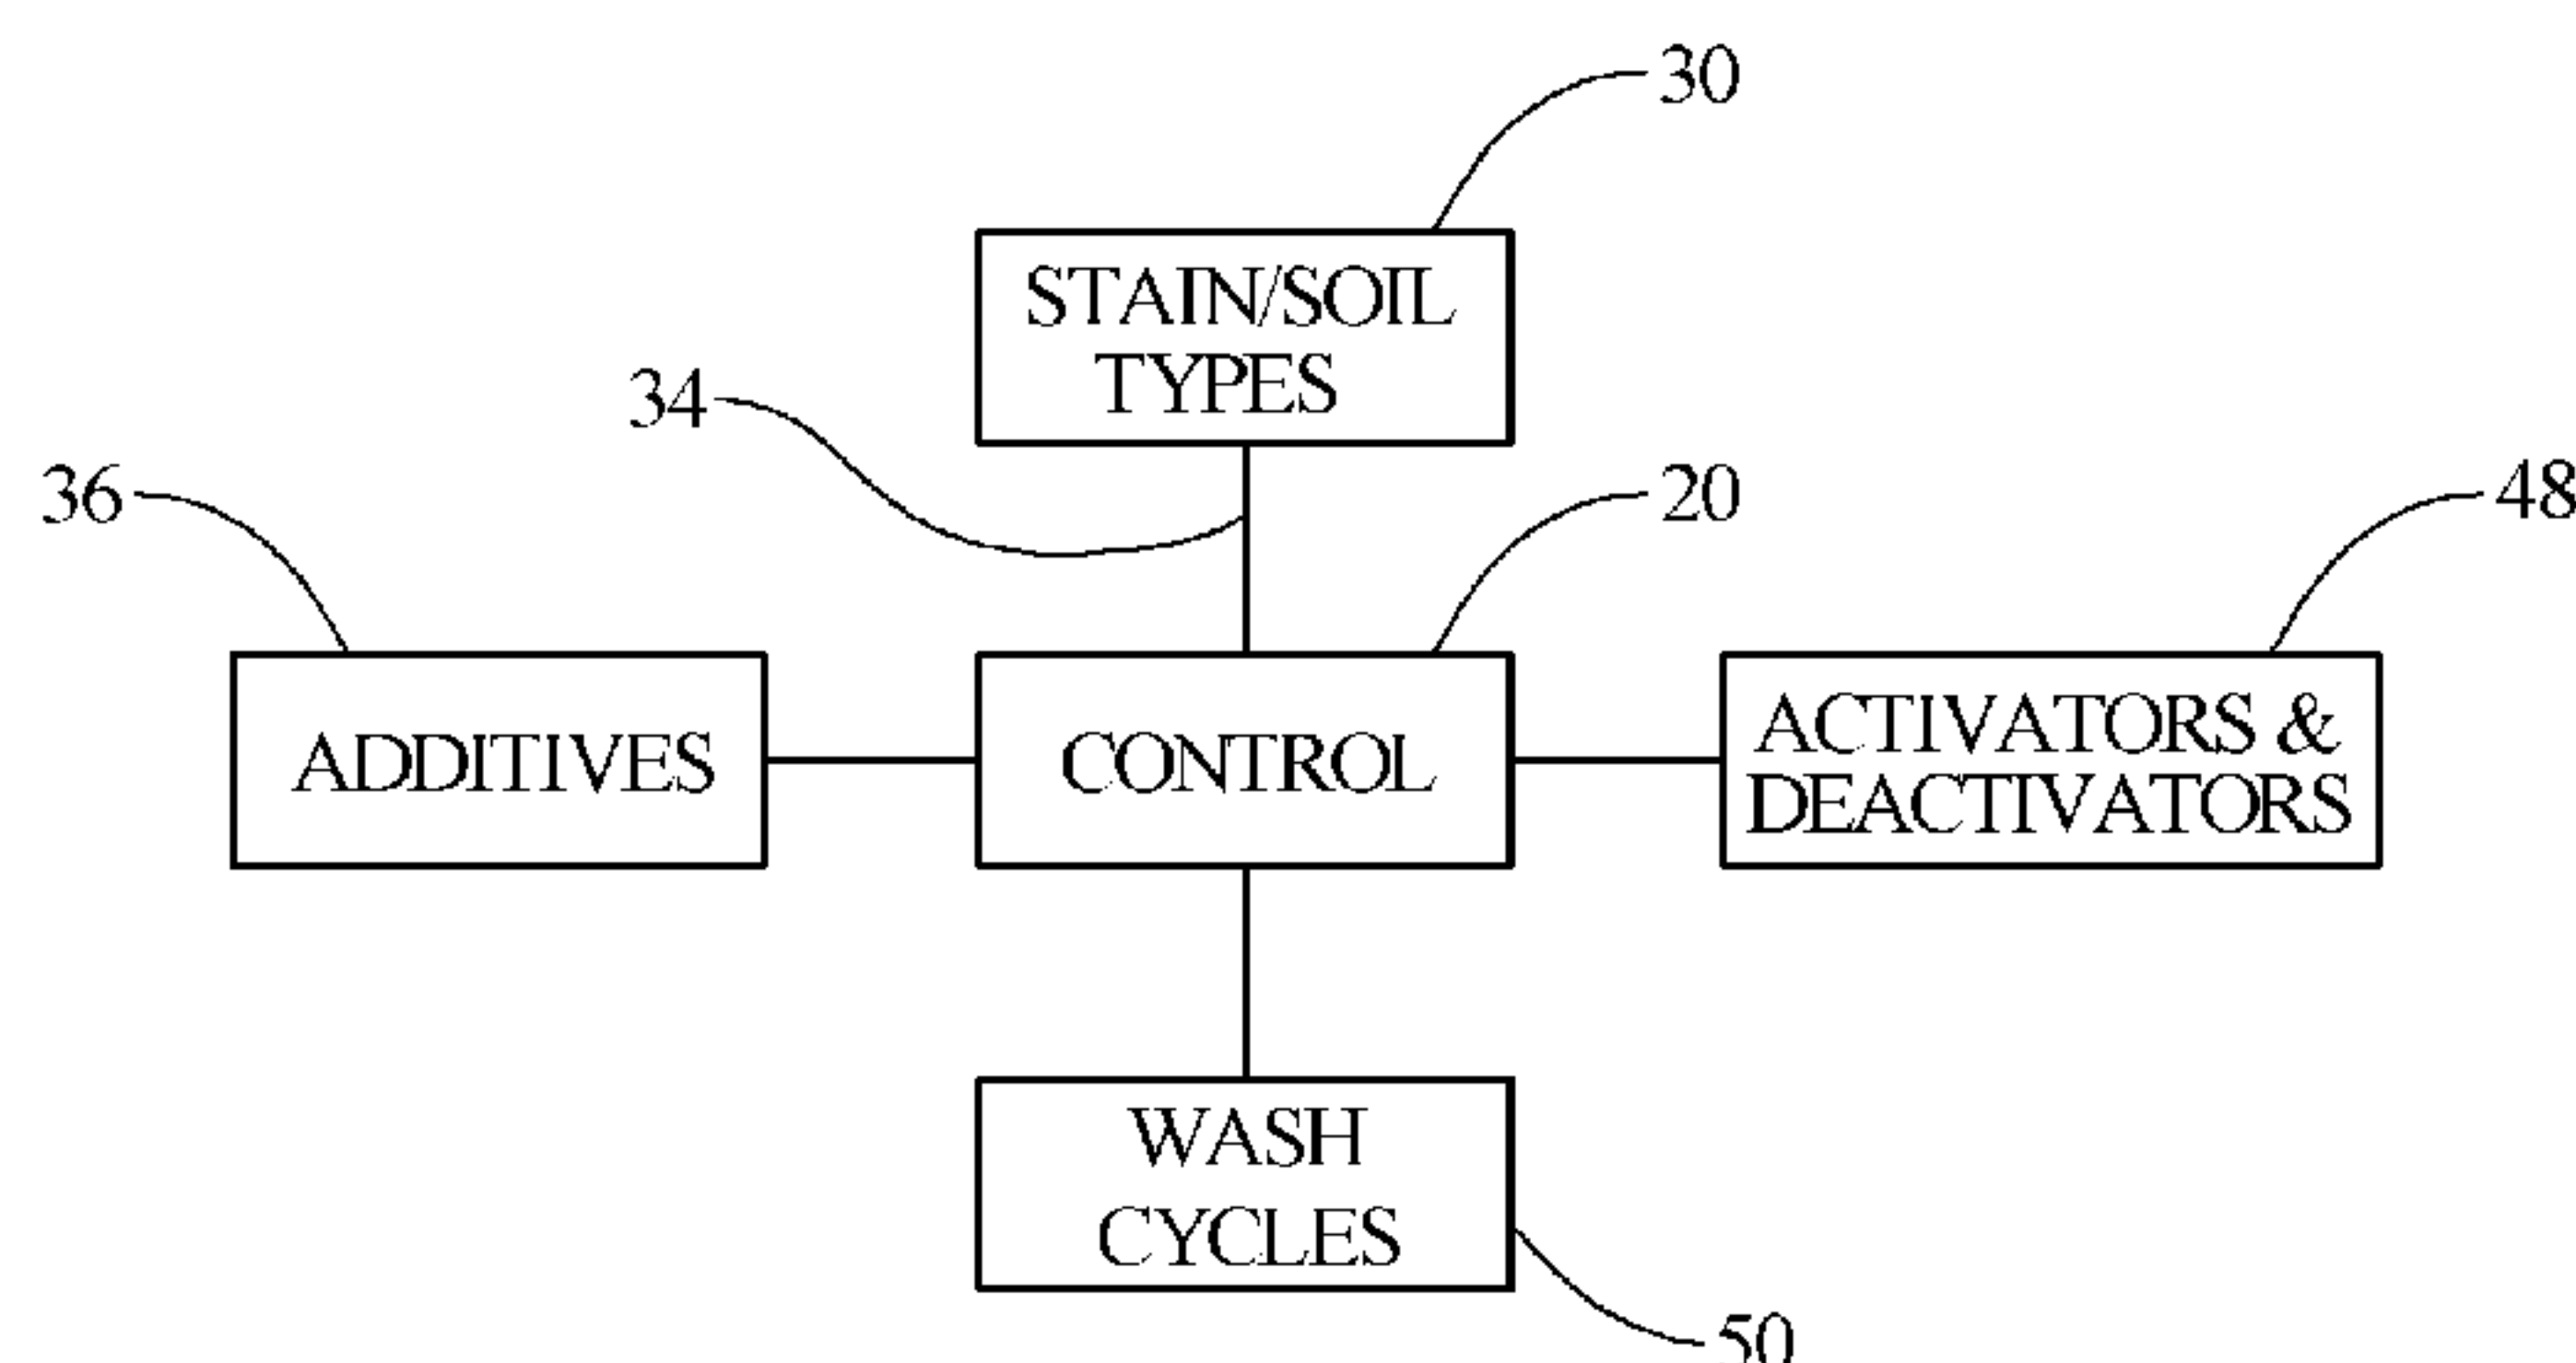 30
STAIN/SOIL
TYPES
34
36
20
48
ADDITIVES
CONTROL
ACTIVATORS &
DEACTIVATORS
WASH
CYCLES
50